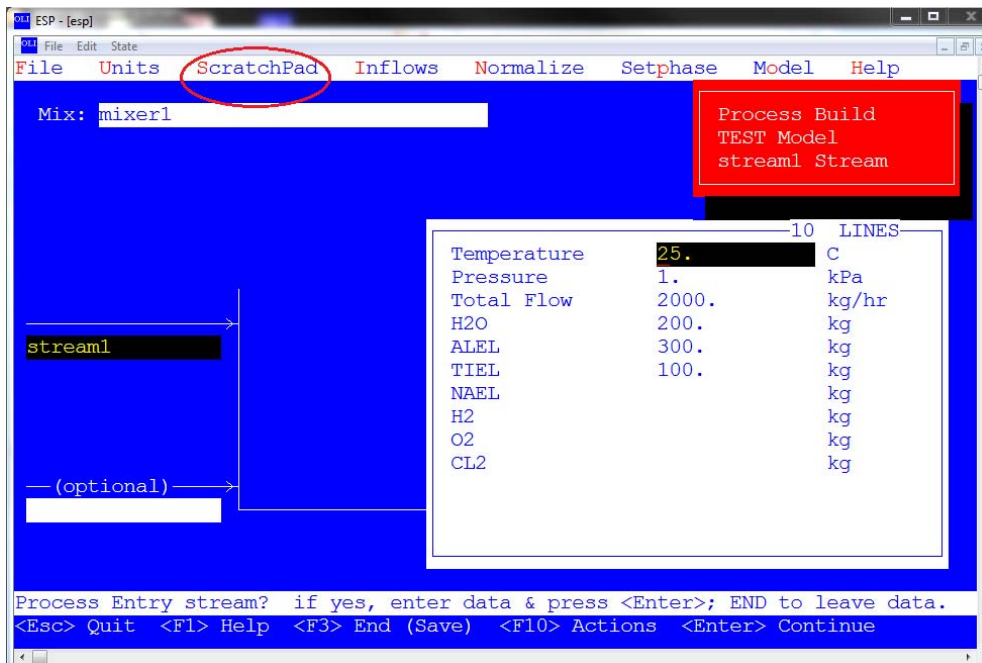 OLI ESP - [esp]
OLI File Edit State
File Units ScratchPad Inflows Normalize Setphase Model Help
Mix: mixer1
Process Build
TEST Model
stream1 Stream
10 LINES
Temperature 25. C
Pressure 1. kPa
Total Flow 2000. kg/hr
H2O 200. kg
stream1
ALEL 300. kg
TIEL 100. kg
NAEL kg
H2 kg
O2 kg
CL2 kg
(optional)
Process Entry stream? if yes, enter data & press <Enter>; END to leave data.
<Esc> Quit <F1> Help <F3> End (Save) <F10> Actions <Enter> Continue